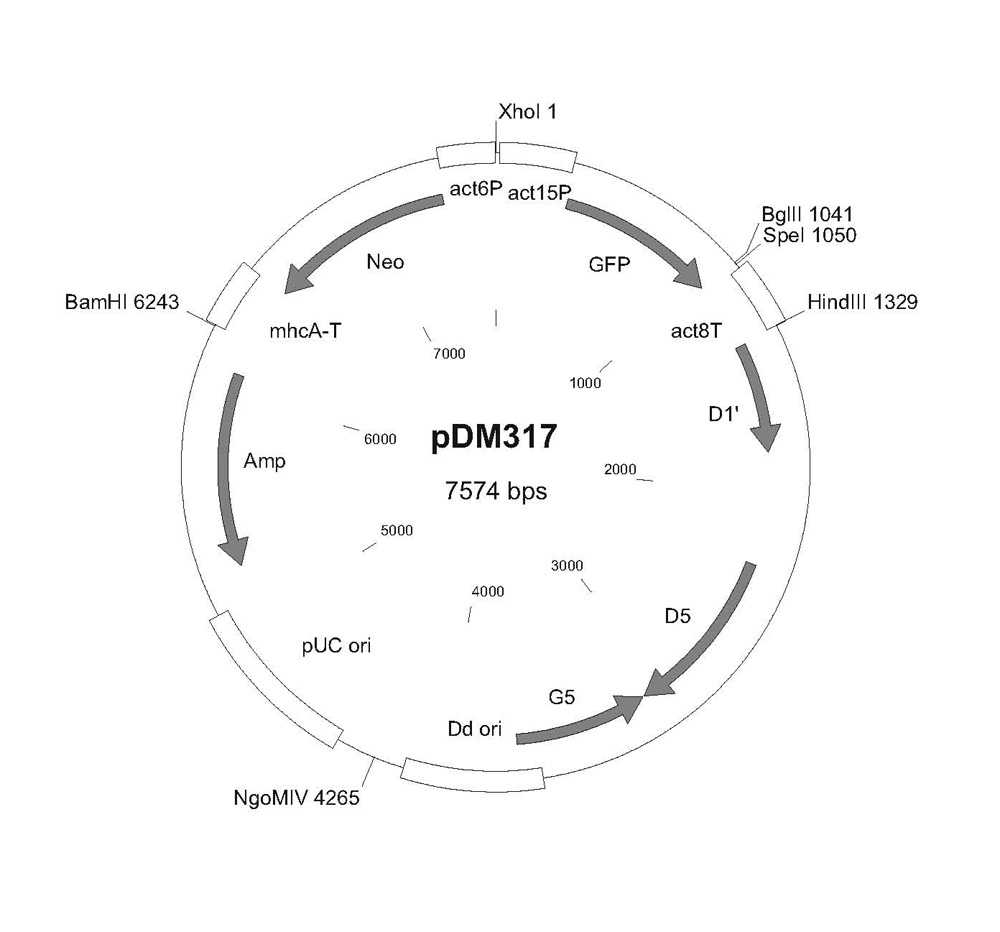 XhoI 1
act6P
act15P
BglII 1041
SpeI 1050
Neo
GFP
BamHI 6243
HindIII 1329
mhcA-T
act8T
7000
1000
D1'
6000
pDM317
Amp
2000
7574 bps
5000
3000
4000
D5
pUC ori
G5
Dd ori
NgoMIV 4265